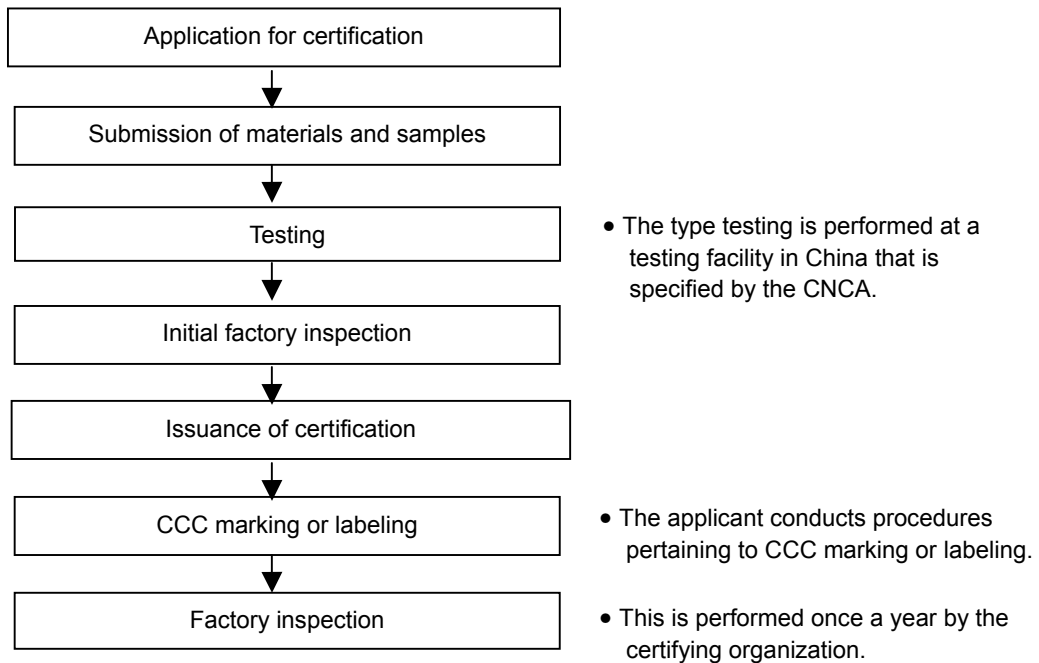 Application for certification
Submission of materials and samples
Testing
• The type testing is performed at a
testing facility in China that is
specified by the CNCA.
Initial factory inspection
Issuance of certification
CCC marking or labeling
• The applicant conducts procedures
pertaining to CCC marking or labeling.
Factory inspection
• This is performed once a year by the
certifying organization.